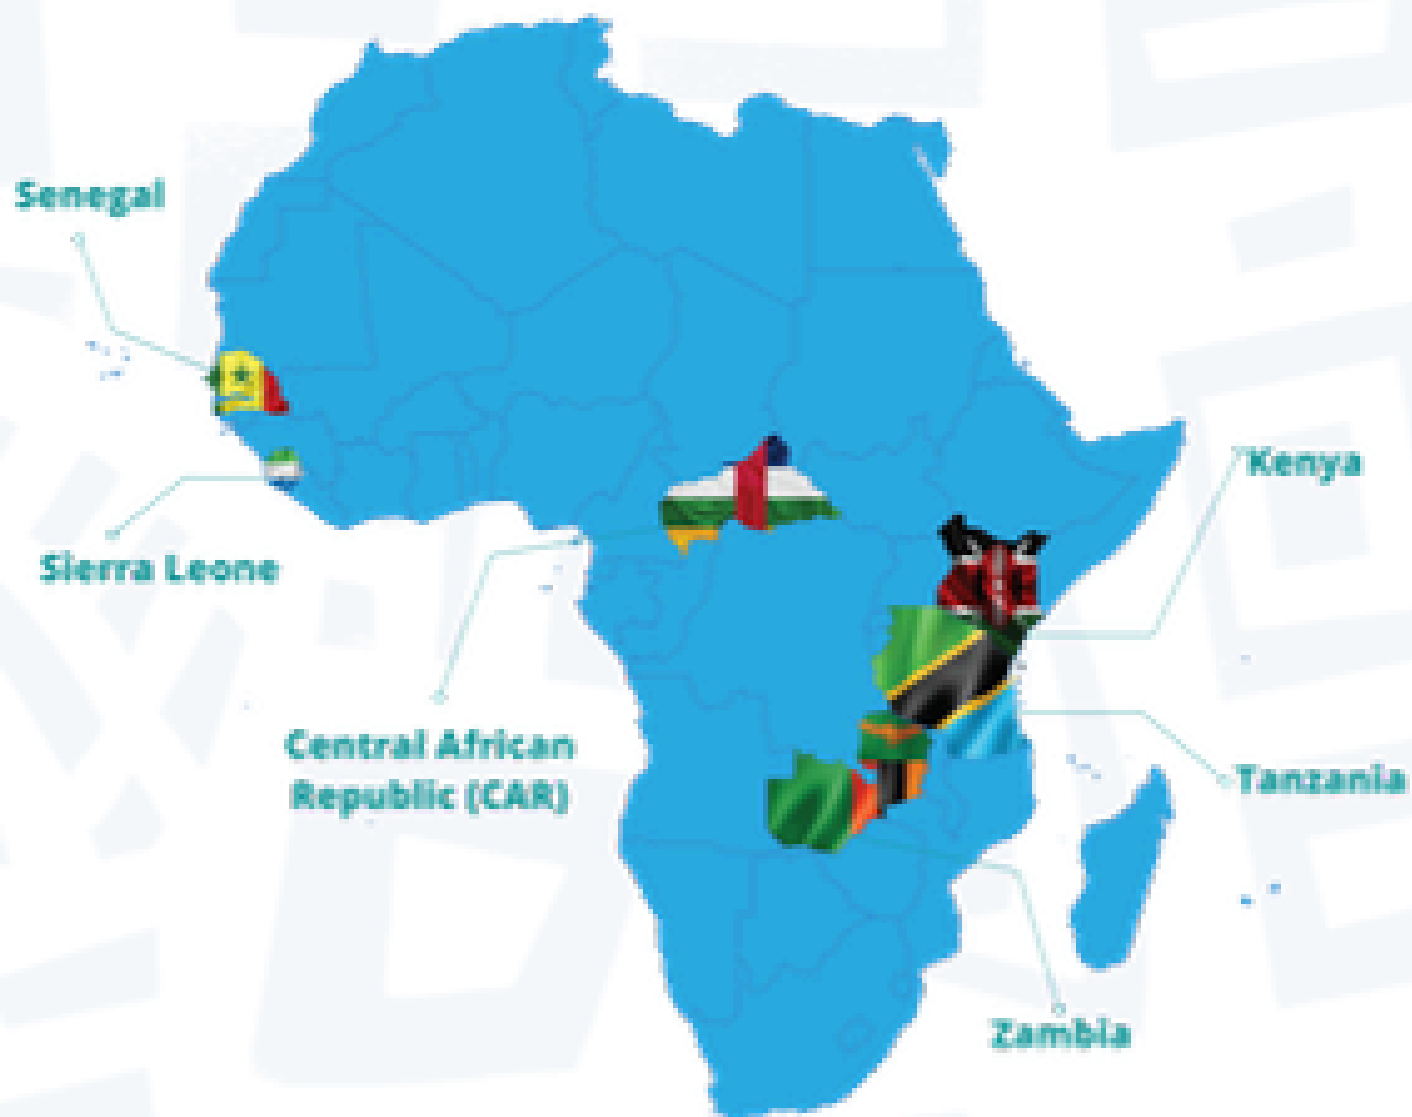 Senegal
Kenya
Sierra Leone
Central African
Republic (CAR)
Tanzania
Zambia